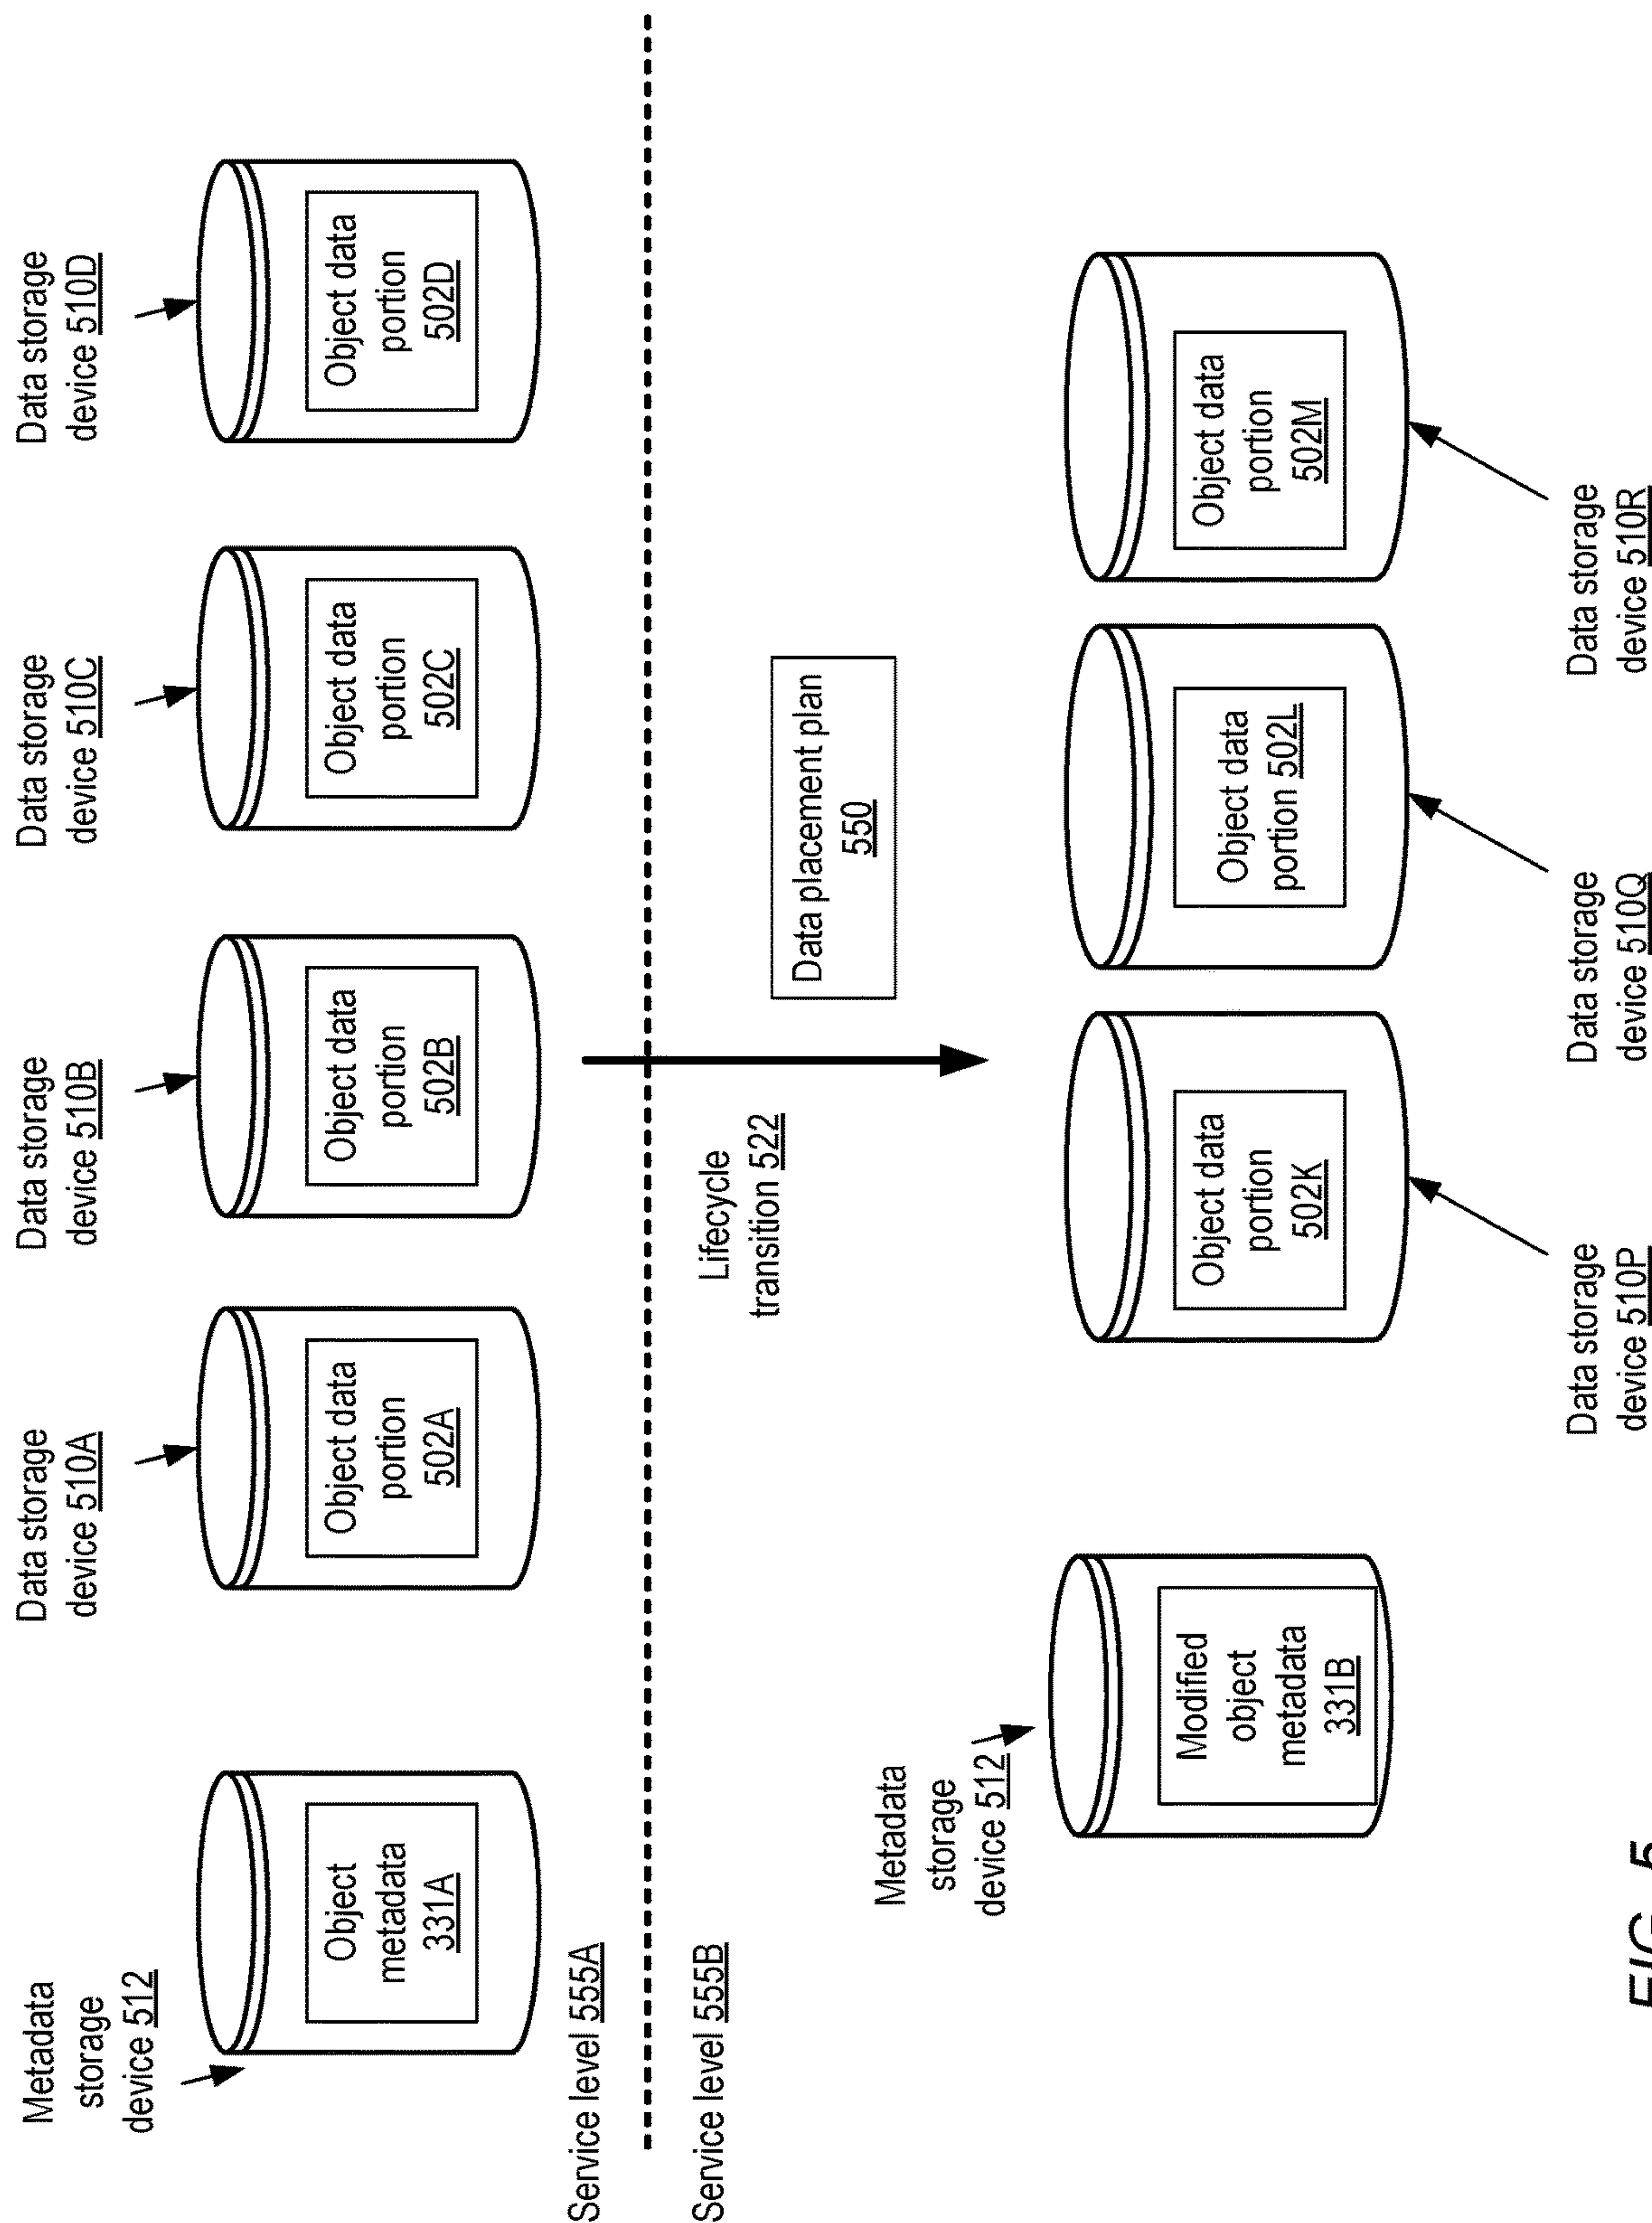 Metadata
storage
device 512
Data storage
device 510A
Data storage
device 510B
Data storage
device 510C
Data storage
device 510D
Object
metadata
331A
Object data
portion
502A
Object data
portion
502B
Object data
portion
502C
Object data
portion
502D
Service level 555A
Service level 555B
Lifecycle
transition 522
Data placement plan
550
Metadata
storage
device 512
Modified
object
metadata
331B
Object data
portion
502K
Object data
portion 502L
Object data
portion
502M
Data storage
device 510P
Data storage
device 510Q
Data storage
device 510R
FIG. 5